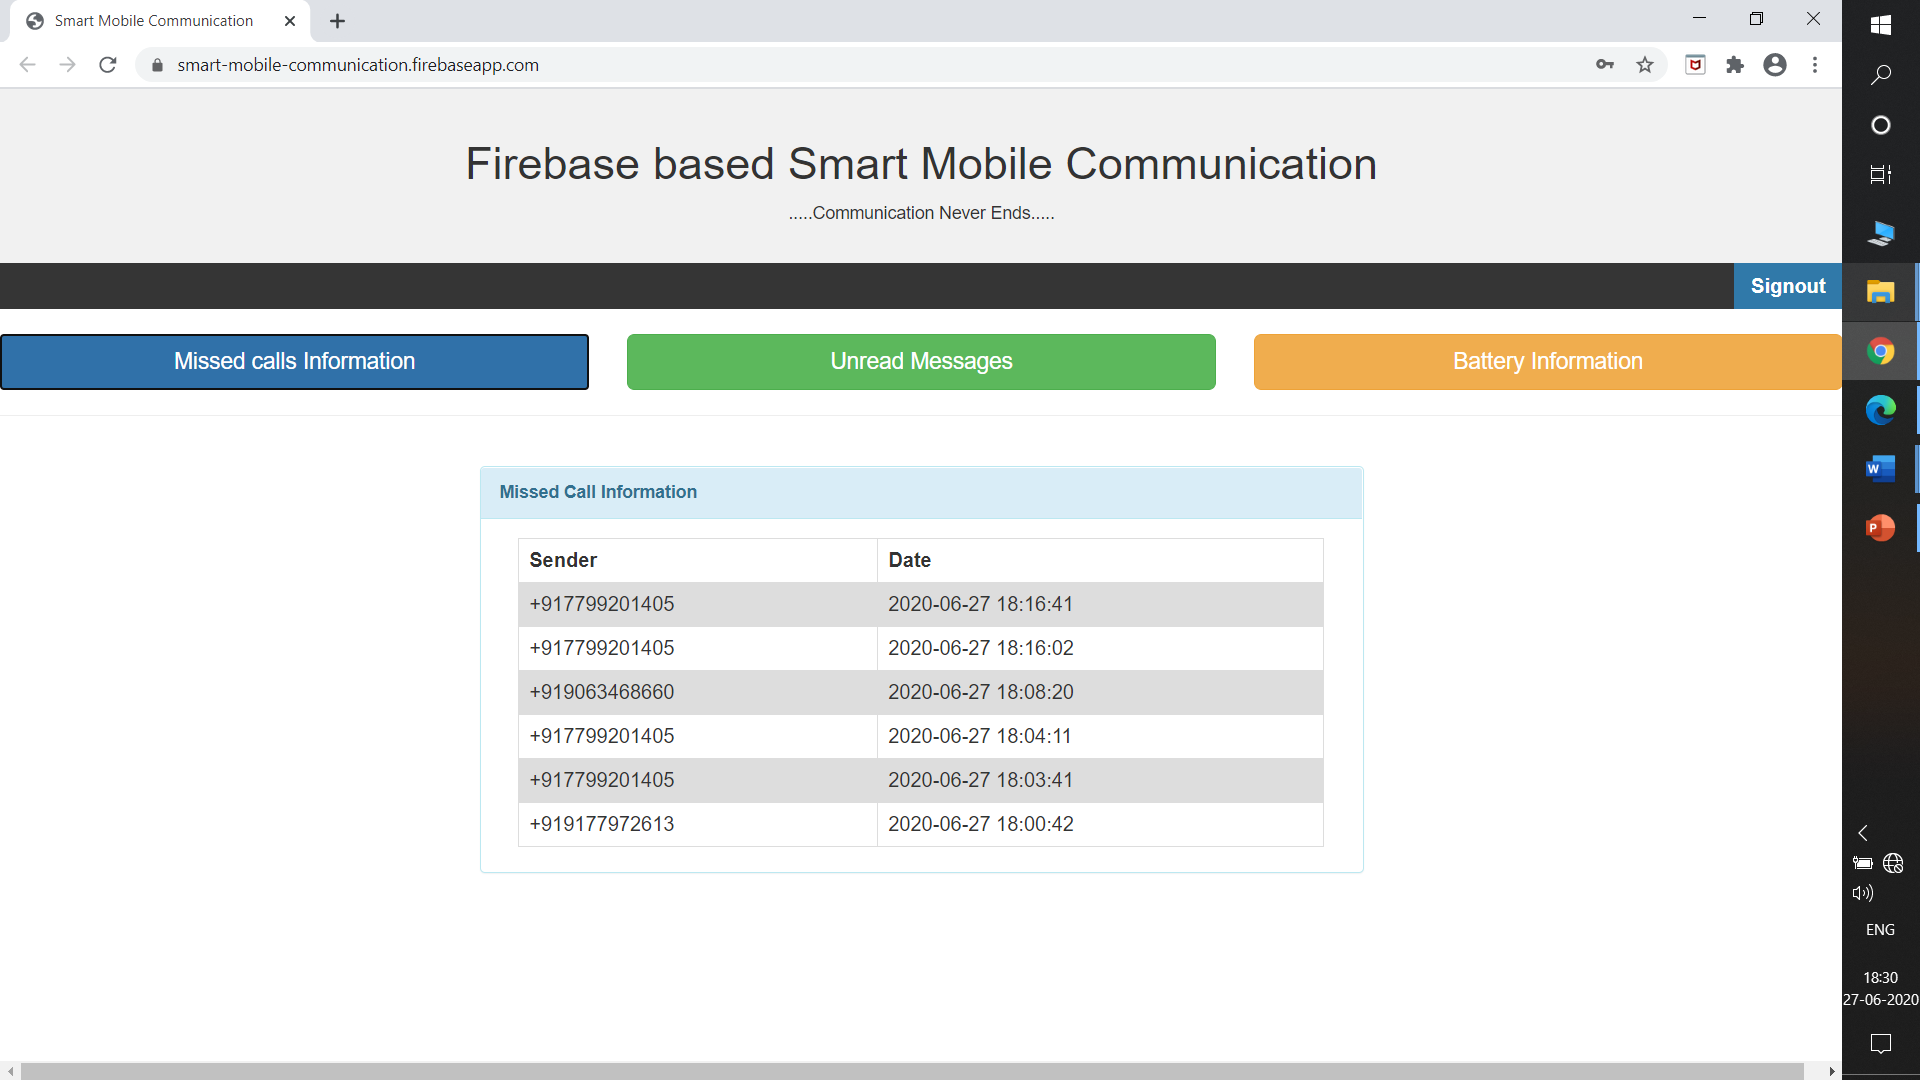 Smart Mobile Communication
smart-mobile-communication.firebaseapp.com
Firebase based Smart Mobile Communication
.....Communication Never Ends.....
Signout
Missed calls Information
Unread Messages
Battery Information
Missed Call Information
Sender Date
+917799201405 2020-06-27 18:16:41
+917799201405 2020-06-27 18:16:02
+919063468660 2020-06-27 18:08:20
+917799201405 2020-06-27 18:04:11
+917799201405 2020-06-27 18:03:41
+919177972613 2020-06-27 18:00:42
W
P
ENG
18:30
27-06-2020